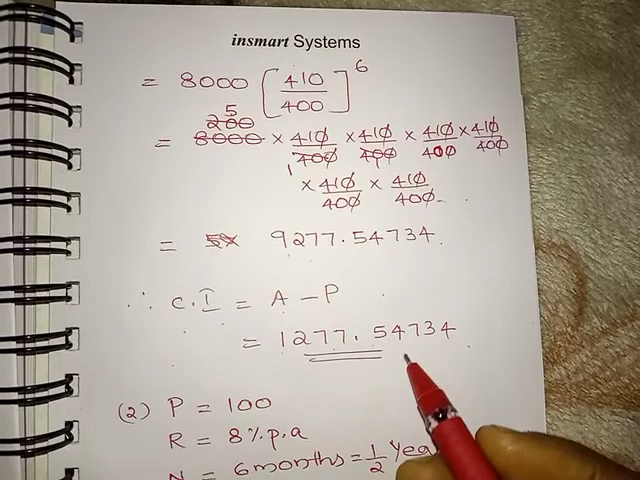 insmart Systems
= 8000 [410/400]^6
5
200
= 8000 × 410/400 × 410/400 × 410/400 × 410/400
× 410/400 × 410/400
= 5× 9277.54734
∴ C.I = A - P
= 1277.54734
(2) P = 100
R = 8%.p.a
N = 6 months = 1/2 Year